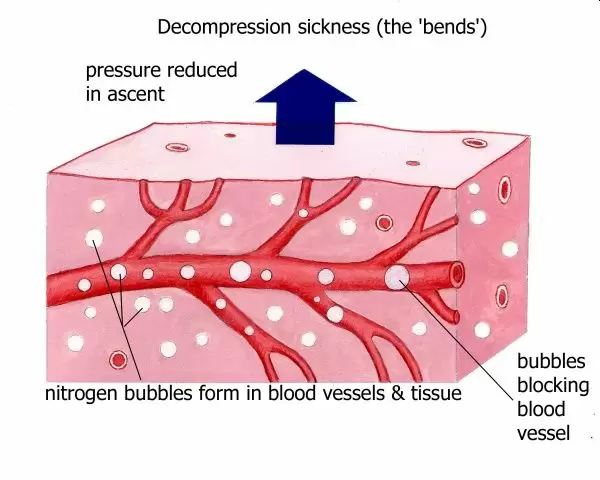 Decompression sickness (the 'bends')
pressure reduced
in ascent
nitrogen bubbles form in blood vessels & tissue
bubbles
blocking
blood
vessel